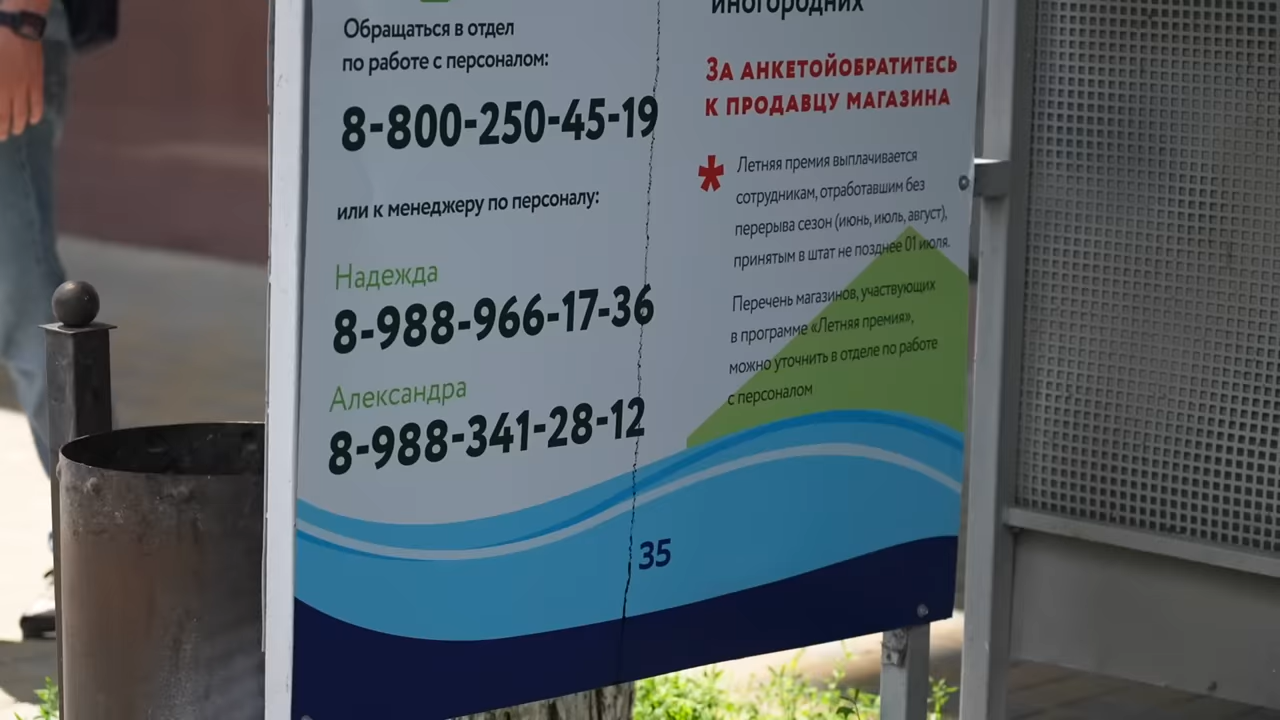 Обращаться в отдел
по работе с персоналом:
8-800-250-45-19
или к менеджеру по персоналу:
Надежда
8-988-966-17-36
Александра
8-988-341-28-12
иногородних
ЗА АНКЕТОЙОБРАТИТЕСЬ
К ПРОДАВЦУ МАГАЗИНА
* Летняя премия выплачивается
сотрудникам, отработавшим без
перерыва сезон (июнь, июль, август),
принятым в штат не позднее 01 июля.
Перечень магазинов, участвующих
в программе «Летняя премия»,
можно уточнить в отделе по работе
с персоналом
35